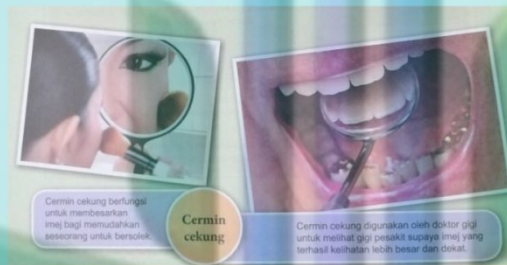 Cermin cekung berfungsi
untuk membesarkan
imej bagi memudahkan
seseorang untuk bersolek.
Cermin
cekung
Cermin cekung digunakan oleh doktor gigi
untuk melihat gigi pesakit supaya imej yang
terhasil kelihatan lebih besar dan dekat.